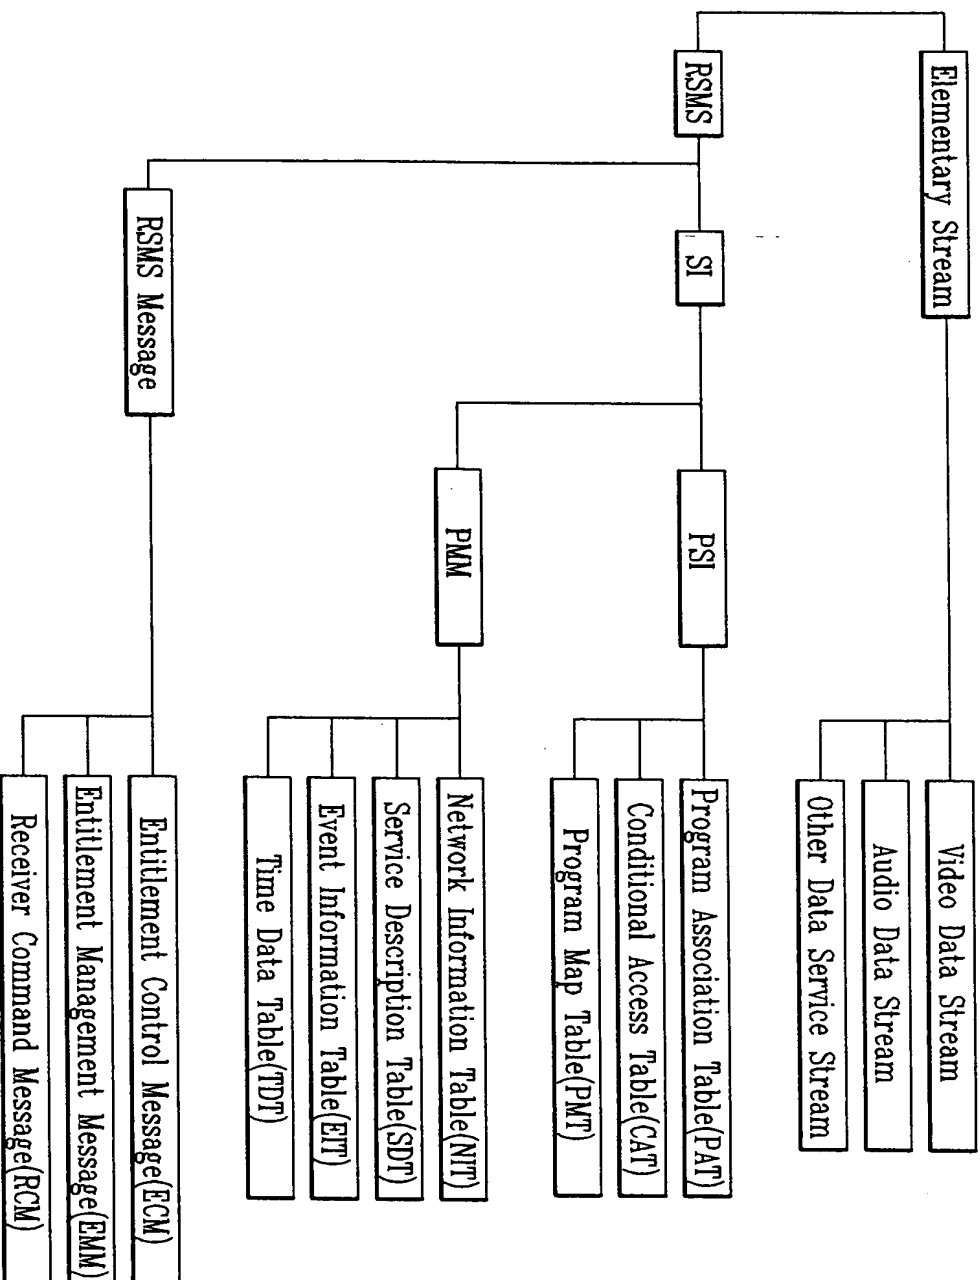 Elementary Stream
Video Data Stream
Audio Data Stream
Other Data Service Stream
RSMS
SI
PSI
Program Association Table(PAT)
Conditional Access Table(CAT)
Program Map Table(PMT)
PMM
Network Information Table(NIT)
Service Description Table(SDT)
Event Information Table(EIT)
Time Data Table(TDT)
RSMS Message
Entitlement Control Message(ECM)
Entitlement Management Message(EMM)
Receiver Command Message(RCM)